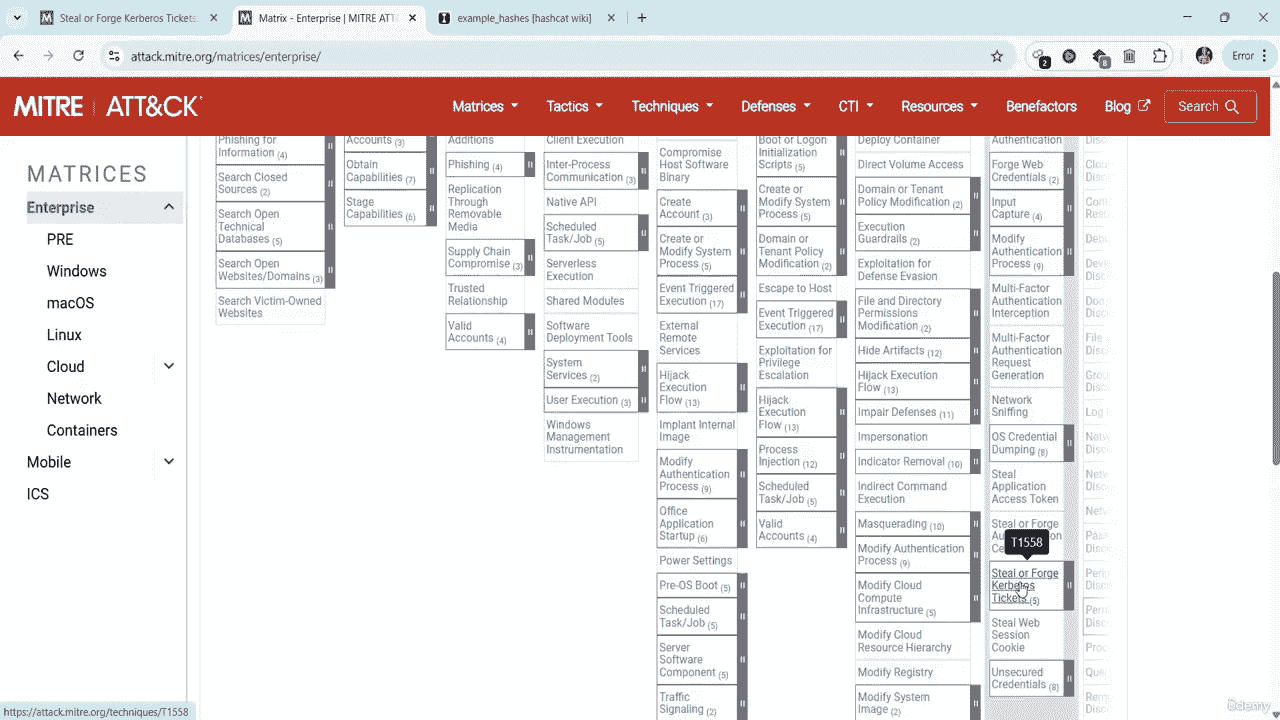 Steal or Forge Kerberos Tickets
Matrix - Enterprise | MITRE ATT
example_hashes [hashcat wiki]
attack.mitre.org/matrices/enterprise/
2
8
Error
MITRE | ATT&CK
Matrices
Tactics
Techniques
Defenses
CTI
Resources
Benefactors
Blog
Search
MATRICES
Enterprise
PRE
Windows
macOS
Linux
Cloud
Network
Containers
Mobile
ICS
Phishing for
Information (4)
Search Closed
Sources (2)
Search Open
Technical
Databases (5)
Search Open
Websites/Domains (3)
Search Victim-Owned
Websites
Accounts (3)
Obtain
Capabilities (7)
Stage
Capabilities (6)
Additions
Phishing (4)
Replication
Through
Removable
Media
Supply Chain
Compromise (3)
Trusted
Relationship
Valid
Accounts (4)
Client Execution
Inter-Process
Communication (3)
Native API
Scheduled
Task/Job (5)
Serverless
Execution
Shared Modules
Software
Deployment Tools
System
Services (2)
User Execution (3)
Windows
Management
Instrumentation
Compromise
Host Software
Binary
Create
Account (3)
Create or
Modify System
Process (5)
Event Triggered
Execution (17)
External
Remote
Services
Hijack
Execution
Flow (13)
Implant Internal
Image
Modify
Authentication
Process (9)
Office
Application
Startup (6)
Power Settings
Pre-OS Boot (5)
Scheduled
Task/Job (5)
Server
Software
Component (5)
Traffic
Signaling (2)
Boot or Logon
Initialization
Scripts (5)
Create or
Modify System
Process (5)
Domain or
Tenant Policy
Modification (2)
Escape to Host
Event Triggered
Execution (17)
Exploitation for
Privilege
Escalation
Hijack
Execution
Flow (13)
Process
Injection (12)
Scheduled
Task/Job (5)
Valid
Accounts (4)
Deploy Container
Direct Volume Access
Domain or Tenant
Policy Modification (2)
Execution
Guardrails (2)
Exploitation for
Defense Evasion
File and Directory
Permissions
Modification (2)
Hide Artifacts (12)
Hijack Execution
Flow (13)
Impair Defenses (11)
Impersonation
Indicator Removal (10)
Indirect Command
Execution
Masquerading (10)
Modify Authentication
Process (9)
Modify Cloud
Compute
Infrastructure (5)
Modify Cloud
Resource Hierarchy
Modify Registry
Modify System
Image (2)
Authentication
Forge Web
Credentials (2)
Input
Capture (4)
Modify
Authentication
Process (9)
Multi-Factor
Authentication
Interception
Multi-Factor
Authentication
Request
Generation
Network
Sniffing
OS Credential
Dumping (8)
Steal
Application
Access Token
Steal or Forge
T1558
Steal or Forge
Kerberos
Tickets (5)
Steal Web
Session
Cookie
Unsecured
Credentials (8)
https://attack.mitre.org/techniques/T1558
Udemy